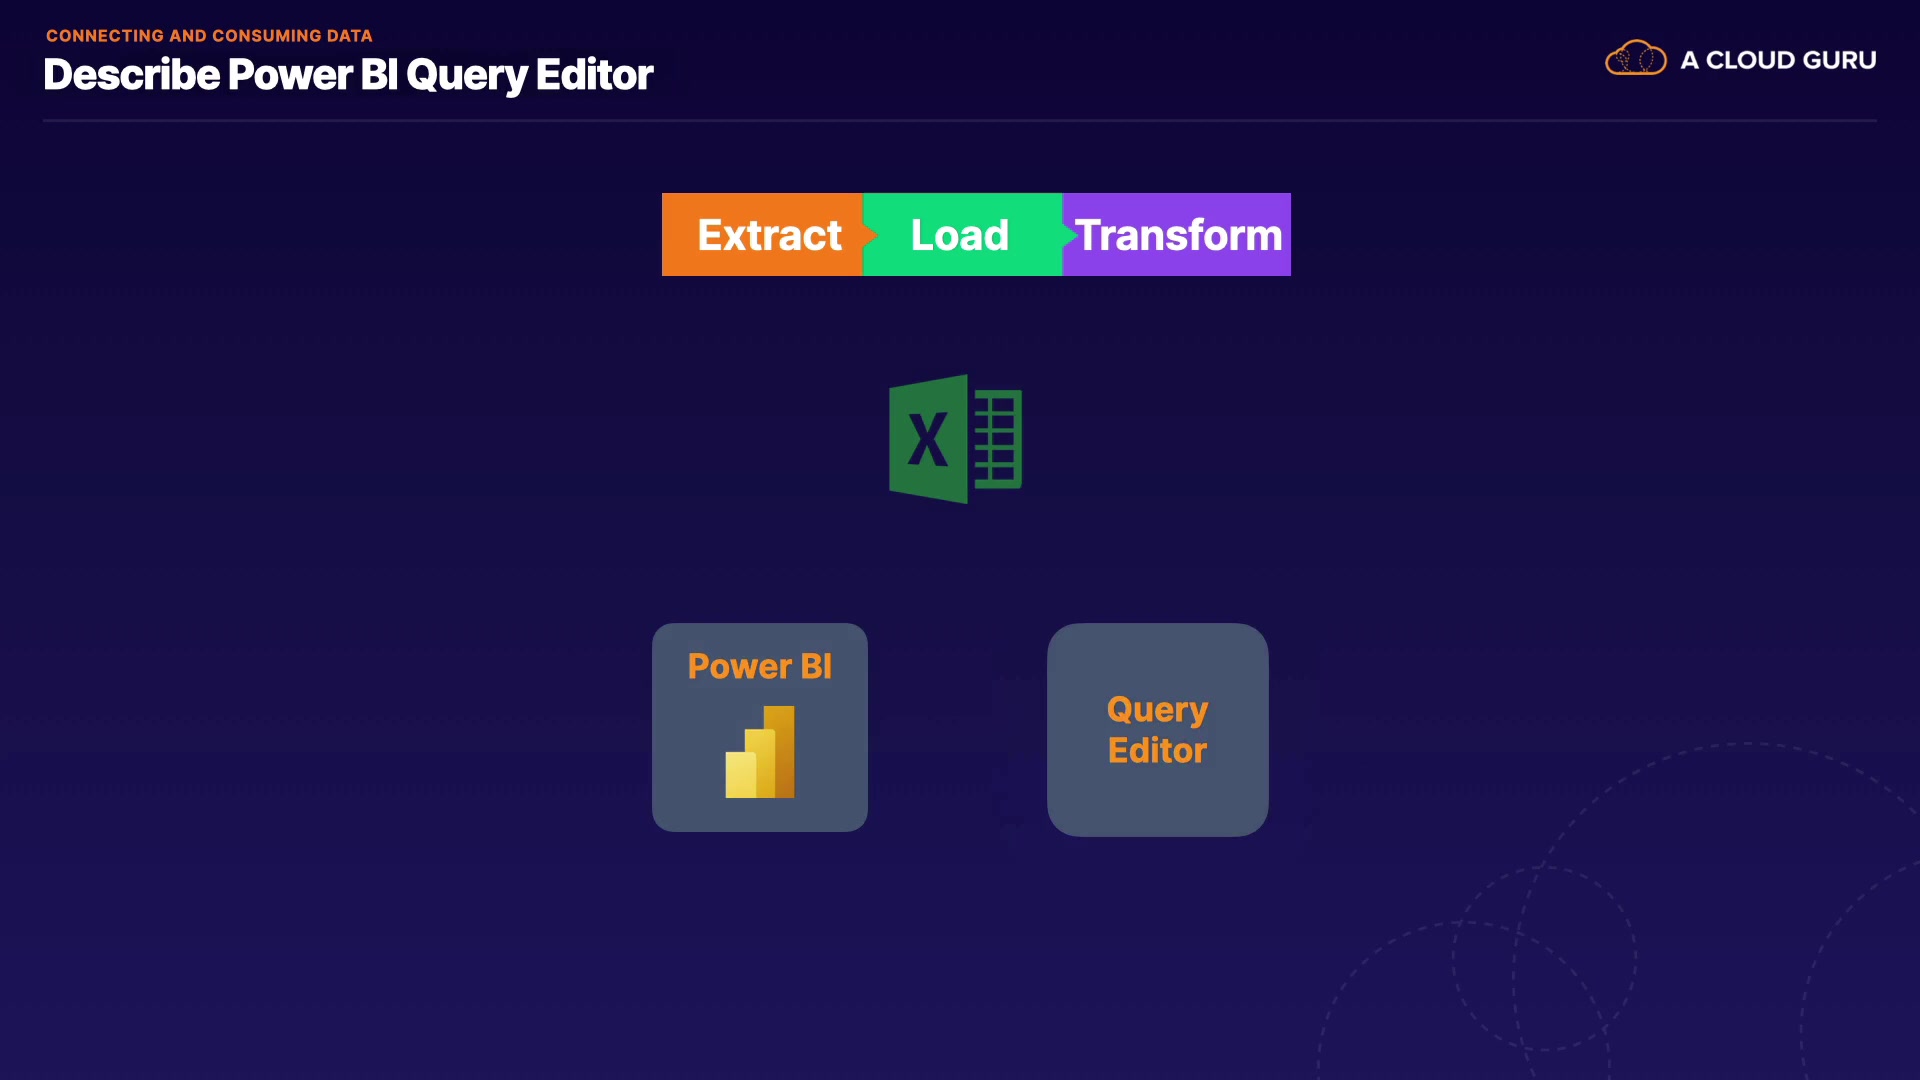 CONNECTING AND CONSUMING DATA
Describe Power BI Query Editor
A CLOUD GURU
Extract Load Transform
X
Power BI
Query
Editor